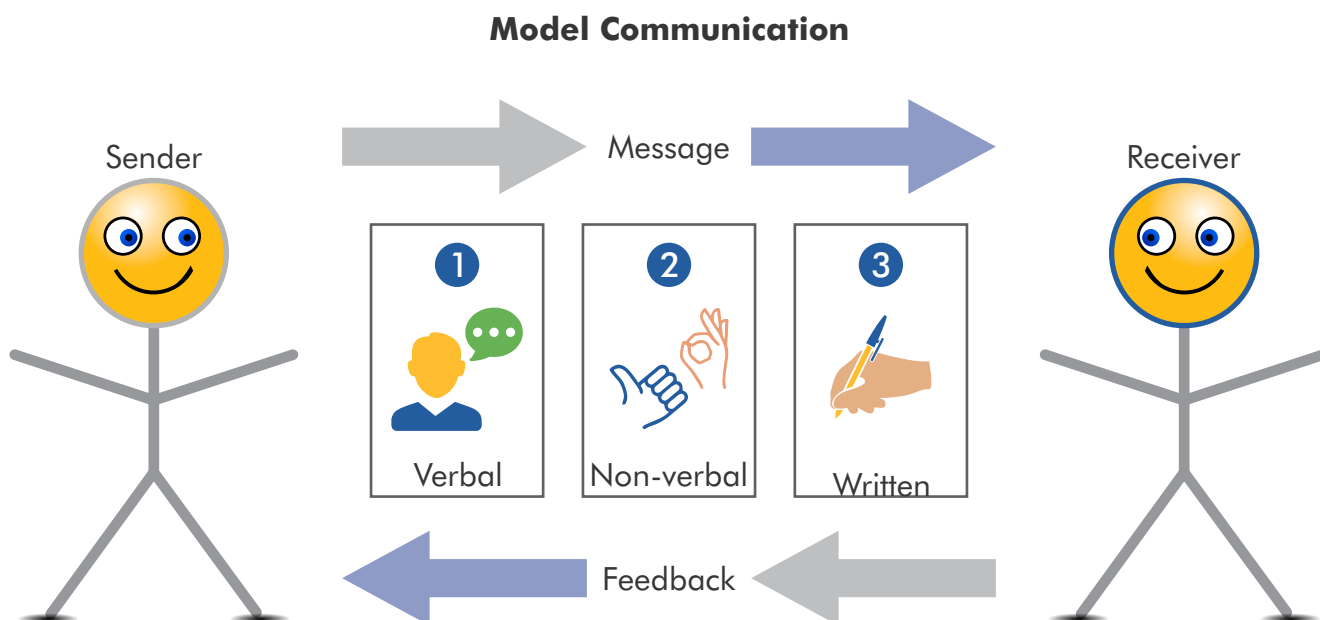 Model Communication
Sender
Message
Receiver
1
2
3
Verbal
Non-verbal
Written
Feedback